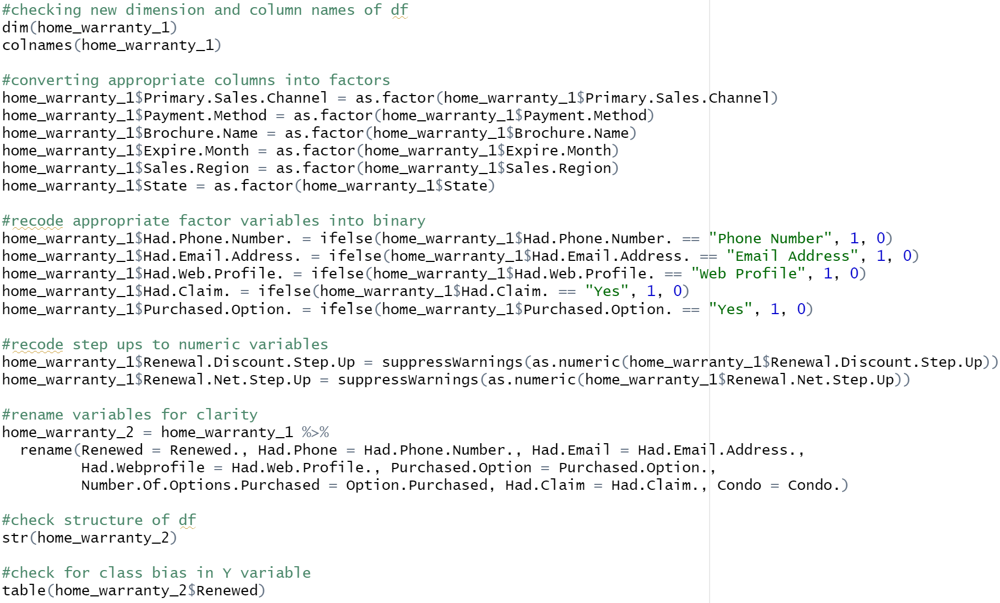 #checking new dimension and column names of df
dim(home_warranty_1)
colnames(home_warranty_1)
#converting appropriate columns into factors
home_warranty_1$Primary.Sales.Channel = as.factor(home_warranty_1$Primary.Sales.Channel)
home_warranty_1$Payment.Method = as.factor(home_warranty_1$Payment.Method)
home_warranty_1$Brochure.Name = as.factor(home_warranty_1$Brochure.Name)
home_warranty_1$Expire.Month = as.factor(home_warranty_1$Expire.Month)
home_warranty_1$Sales.Region = as.factor(home_warranty_1$Sales.Region)
home_warranty_1$State = as.factor(home_warranty_1$State)
#recode appropriate factor variables into binary
home_warranty_1$Had.Phone.Number. = ifelse(home_warranty_1$Had.Phone.Number. == "Phone Number", 1, 0)
home_warranty_1$Had.Email.Address. = ifelse(home_warranty_1$Had.Email.Address. == "Email Address", 1, 0)
home_warranty_1$Had.Web.Profile. = ifelse(home_warranty_1$Had.Web.Profile. == "Web Profile", 1, 0)
home_warranty_1$Had.Claim. = ifelse(home_warranty_1$Had.Claim. == "Yes", 1, 0)
home_warranty_1$Purchased.Option. = ifelse(home_warranty_1$Purchased.Option. == "Yes", 1, 0)
#recode step ups to numeric variables
home_warranty_1$Renewal.Discount.Step.Up = suppressWarnings(as.numeric(home_warranty_1$Renewal.Discount.Step.Up))
home_warranty_1$Renewal.Net.Step.Up = suppressWarnings(as.numeric(home_warranty_1$Renewal.Net.Step.Up))
#rename variables for clarity
home_warranty_2 = home_warranty_1 %>%
  rename(Renewed = Renewed., Had.Phone = Had.Phone.Number., Had.Email = Had.Email.Address.,
         Had.Webprofile = Had.Web.Profile., Purchased.Option = Purchased.Option.,
         Number.Of.Options.Purchased = Option.Purchased, Had.Claim = Had.Claim., Condo = Condo.)
#check structure of df
str(home_warranty_2)
#check for class bias in Y variable
table(home_warranty_2$Renewed)